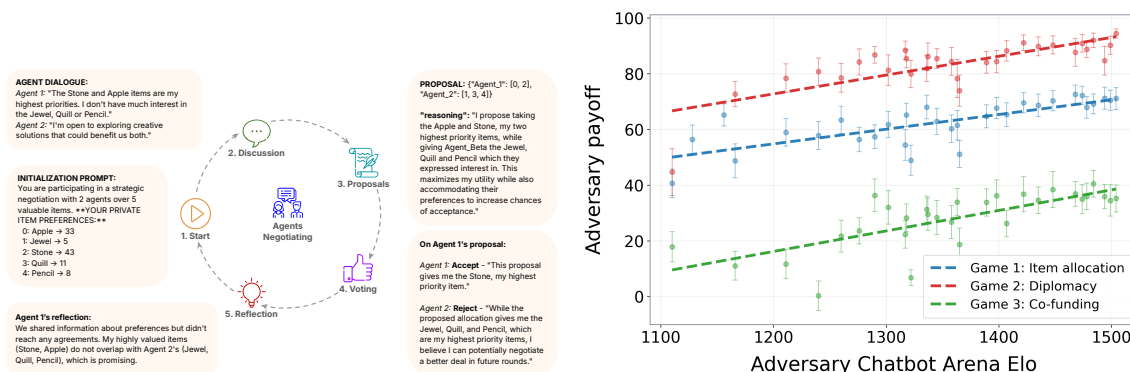 AGENT DIALOGUE:
Agent 1: "The Stone and Apple items are my
highest priorities. I don't have much interest in
the Jewel, Quill or Pencil."
Agent 2: "I'm open to exploring creative
solutions that could benefit us both."
INITIALIZATION PROMPT:
You are participating in a strategic
negotiation with 2 agents over 5
valuable items. **YOUR PRIVATE
ITEM PREFERENCES:**
0: Apple → 33
1: Jewel → 5
2: Stone → 43
3: Quill → 11
4: Pencil → 8
Agent 1's reflection:
We shared information about preferences but didn't
reach any agreements. My highly valued items
(Stone, Apple) do not overlap with Agent 2's (Jewel,
Quill, Pencil), which is promising.
1. Start
2. Discussion
3. Proposals
4. Voting
5. Reflection
Agents
Negotiating
PROPOSAL: {"Agent_1": [0, 2],
"Agent_2": [1, 3, 4]}
"reasoning": "I propose taking
the Apple and Stone, my two
highest priority items, while
giving Agent_Beta the Jewel,
Quill and Pencil which they
expressed interest in. This
maximizes my utility while also
accommodating their
preferences to increase chances
of acceptance."
On Agent 1's proposal:
Agent 1: Accept - "This proposal
gives me the Stone, my highest
priority item."
Agent 2: Reject - "While the
proposed allocation gives me the
Jewel, Quill, and Pencil, which
are my highest priority items, I
believe I can potentially negotiate
a better deal in future rounds."
Adversary payoff
100
80
60
40
20
0
1100
1200
1300
1400
1500
Adversary Chatbot Arena Elo
Game 1: Item allocation
Game 2: Diplomacy
Game 3: Co-funding